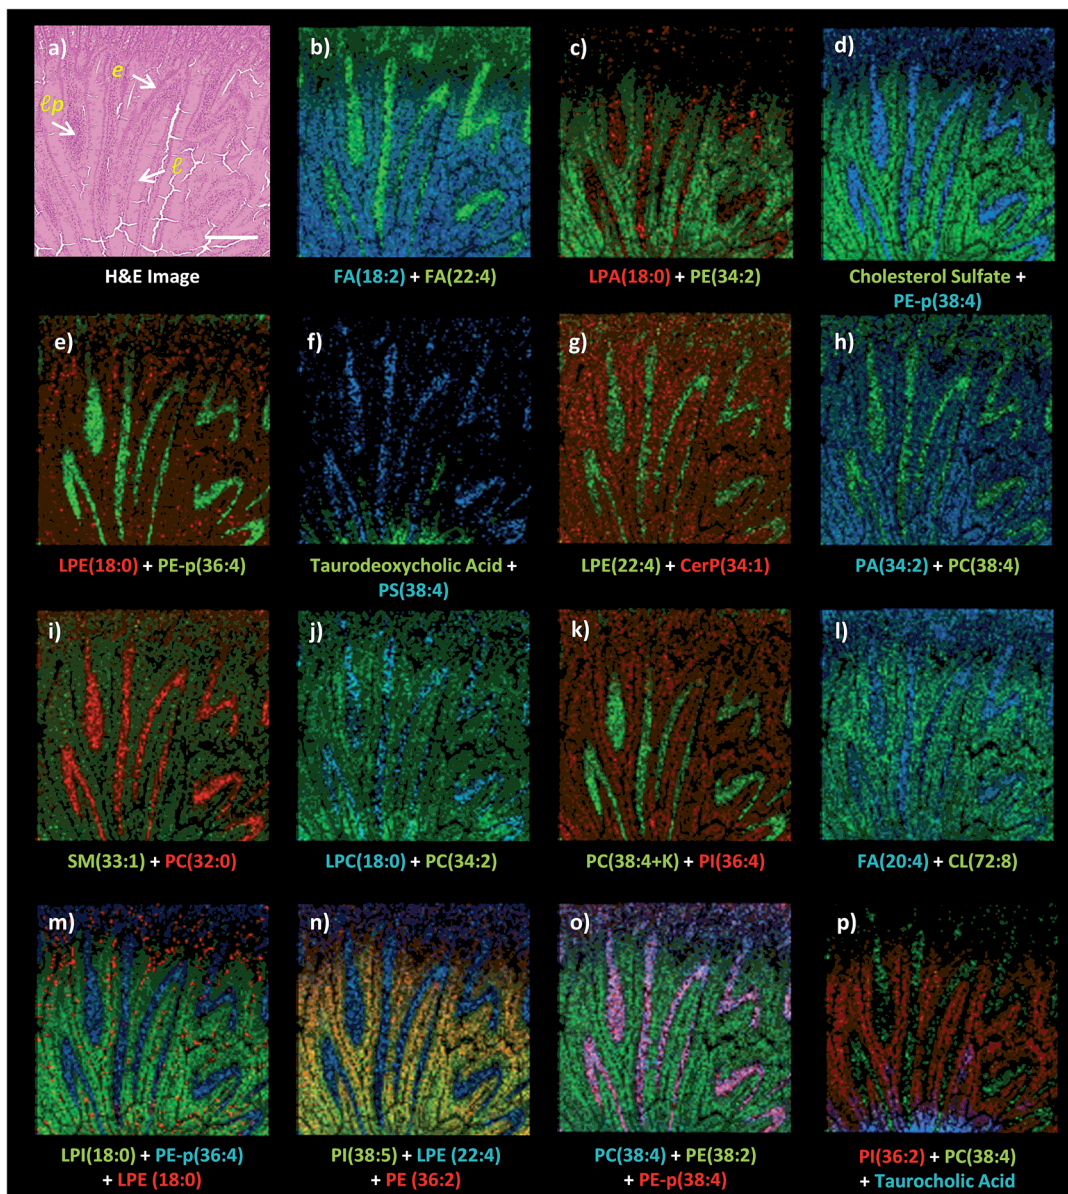 a)
e
ℓp
ℓ
H&E Image
b)
FA(18:2) + FA(22:4)
c)
LPA(18:0) + PE(34:2)
d)
Cholesterol Sulfate +
PE-p(38:4)
e)
LPE(18:0) + PE-p(36:4)
f)
Taurodeoxycholic Acid +
PS(38:4)
g)
LPE(22:4) + CerP(34:1)
h)
PA(34:2) + PC(38:4)
i)
SM(33:1) + PC(32:0)
j)
LPC(18:0) + PC(34:2)
k)
PC(38:4+K) + PI(36:4)
l)
FA(20:4) + CL(72:8)
m)
LPI(18:0) + PE-p(36:4)
+ LPE (18:0)
n)
PI(38:5) + LPE (22:4)
+ PE (36:2)
o)
PC(38:4) + PE(38:2)
+ PE-p(38:4)
p)
PI(36:2) + PC(38:4)
+ Taurocholic Acid